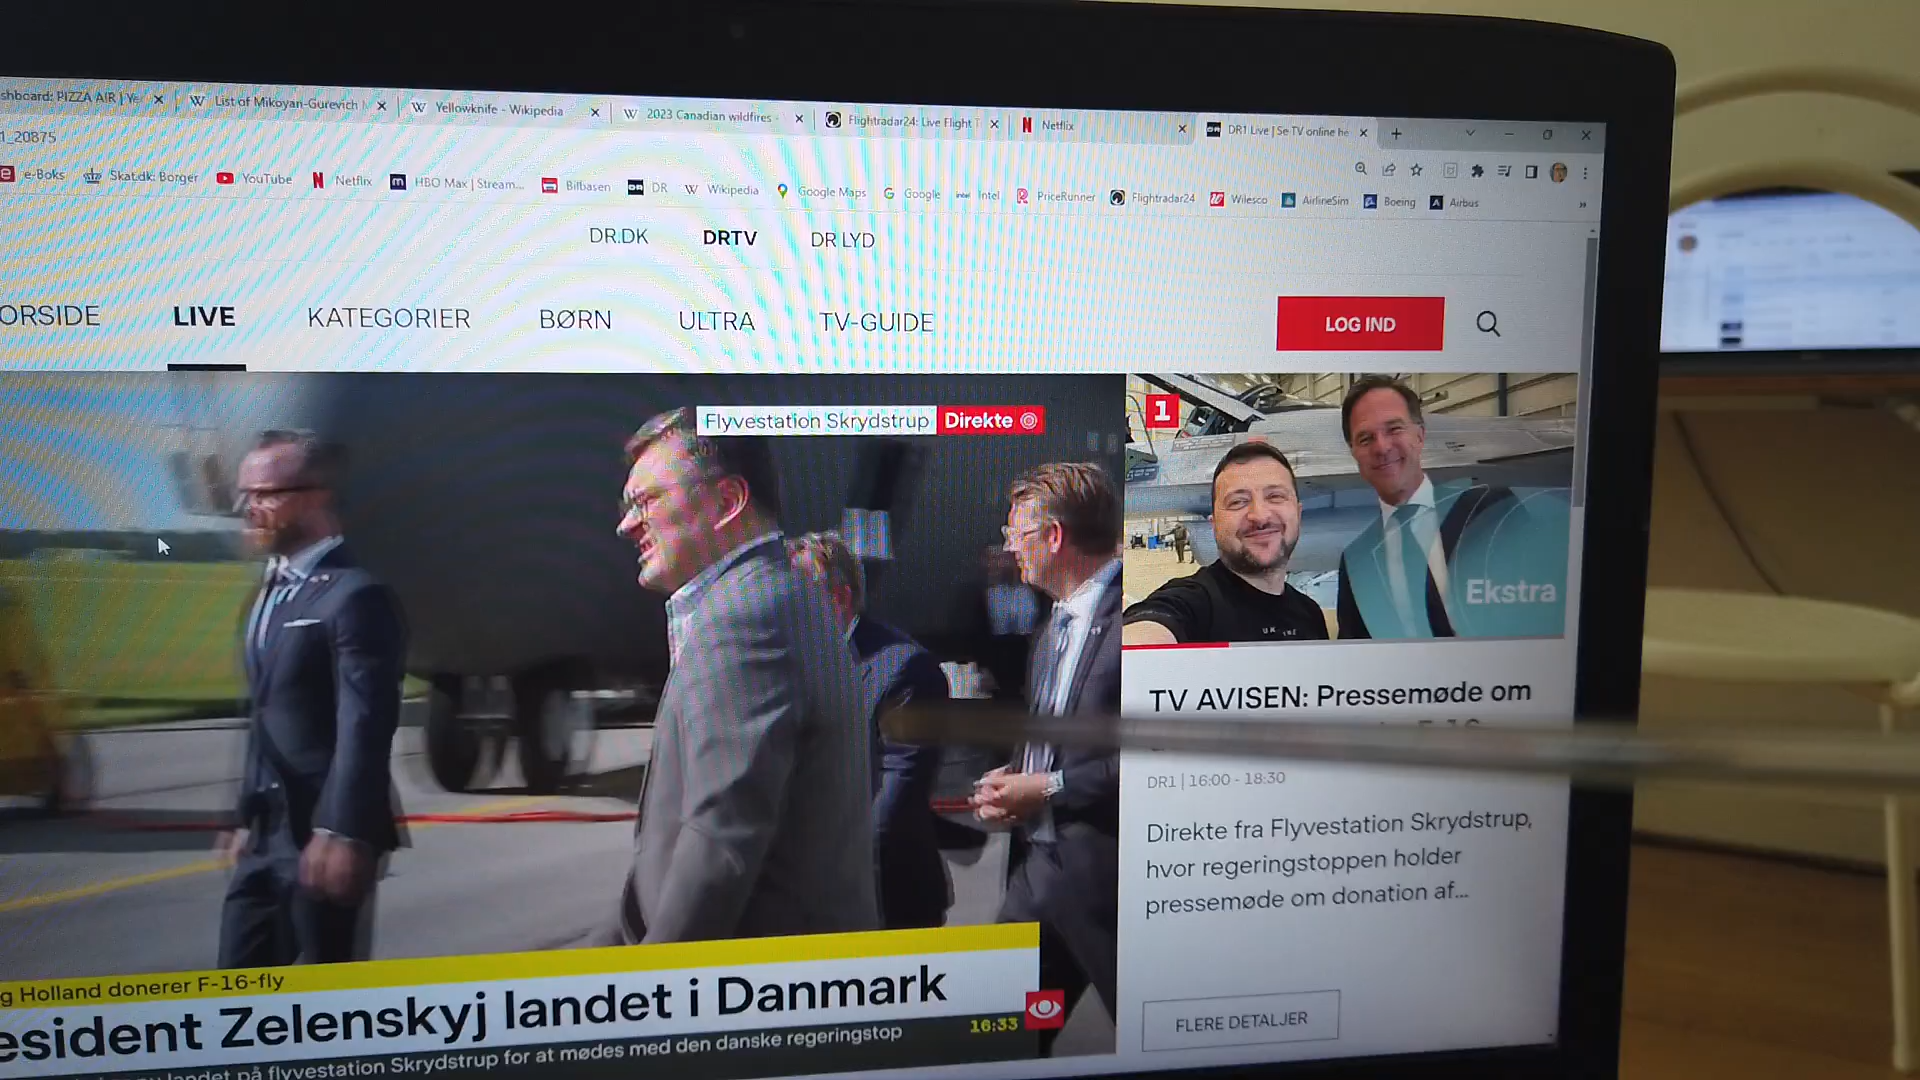 shboard: PIZZA AIR | Ye
List of Mikoyan-Gurevich
Yellowknife - Wikipedia
2023 Canadian wildfires -
Flightradar24: Live Flight T
Netflix
DR1 Live | Se TV online he
1_20875
e-Boks
Skat.dk: Borger
YouTube
Netflix
HBO Max | Stream...
Bilbasen
DR
Wikipedia
Google Maps
Google
Intel
PriceRunner
Flightradar24
Wilesco
AirlineSim
Boeing
Airbus
DR.DK
DRTV
DR LYD
ORSIDE
LIVE
KATEGORIER
BØRN
ULTRA
TV-GUIDE
LOG IND
Flyvestation Skrydstrup Direkte
1
Ekstra
TV AVISEN: Pressemøde om
DR1 | 16:00 - 18:30
Direkte fra Flyvestation Skrydstrup,
hvor regeringstoppen holder
pressemøde om donation af...
FLERE DETALJER
g Holland donerer F-16-fly
esident Zelenskyj landet i Danmark
landet på flyvestation Skrydstrup for at mødes med den danske regeringstop
16:33